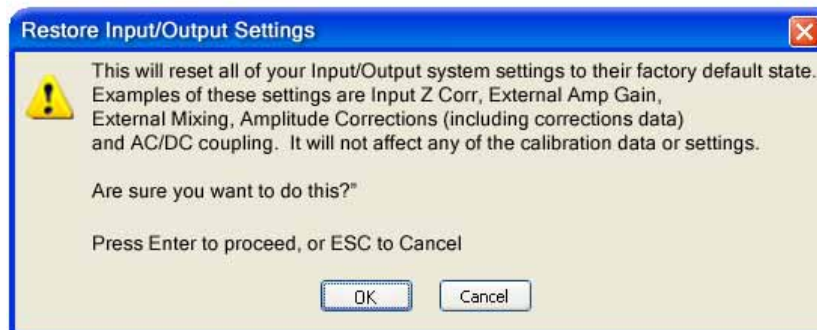 Restore Input/Output Settings
This will reset all of your Input/Output system settings to their factory default state.
Examples of these settings are Input Z Corr, External Amp Gain,
External Mixing, Amplitude Corrections (including corrections data)
and AC/DC coupling. It will not affect any of the calibration data or settings.
Are sure you want to do this?"
Press Enter to proceed, or ESC to Cancel
OK Cancel